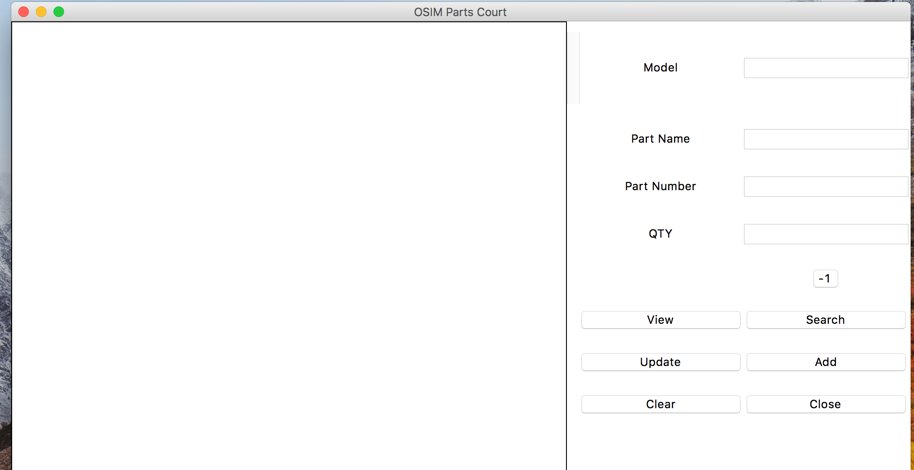 OSIM Parts Court
Model
Part Name
Part Number
QTY
-1
View Search
Update Add
Clear Close